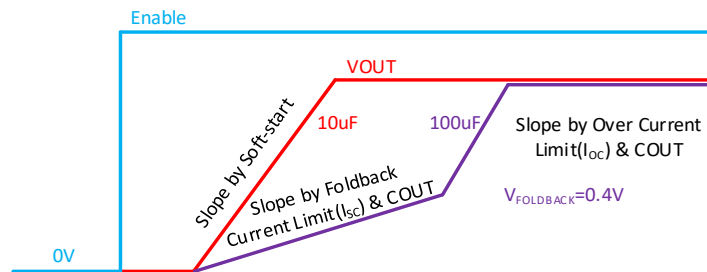 Enable
VOUT
Slope by Soft-start
10uF
100uF
Slope by Over Current
Limit(IOC) & COUT
Slope by Foldback
Current Limit(ISC) & COUT
VFOLDBACK=0.4V
0V